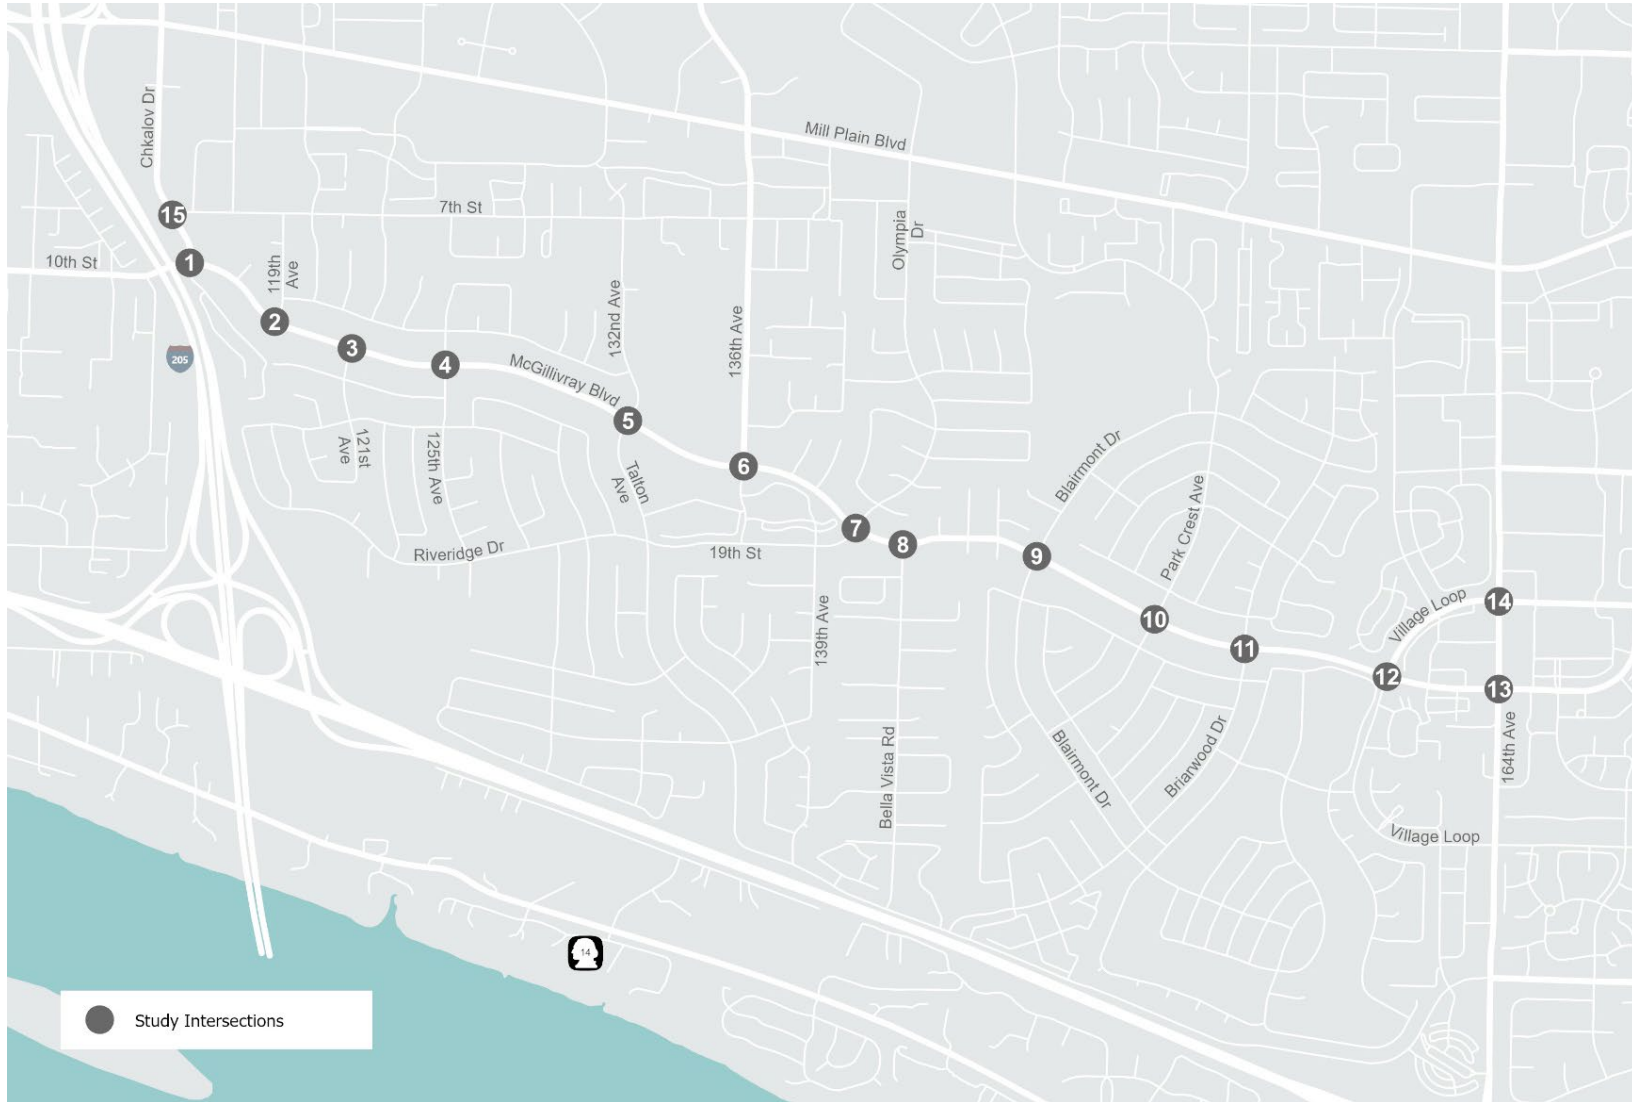 Chkalov Dr
Mill Plain Blvd
15
7th St
Olympia
Dr
10th St
1
119th
Ave
2
132nd Ave
136th Ave
205
3
4
McGillivray Blvd
5
121st
Ave
125th Ave
Talton
Ave
6
Blairmont Dr
Park Crest Ave
7
8
9
Riveridge Dr
19th St
139th Ave
10
11
Village Loop
14
12
13
Bella Vista Rd
Blairmont Dr
Briarwood Dr
164th Ave
Village Loop
14
Study Intersections